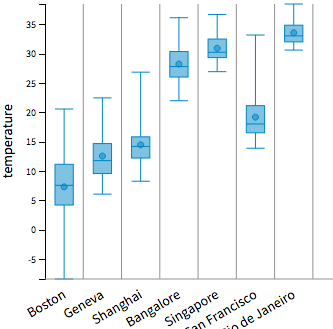 35
30
25
20
15
10
5
0
-5
temperature
Boston
Geneva
Shanghai
Bangalore
Singapore
San Francisco
de Janeiro